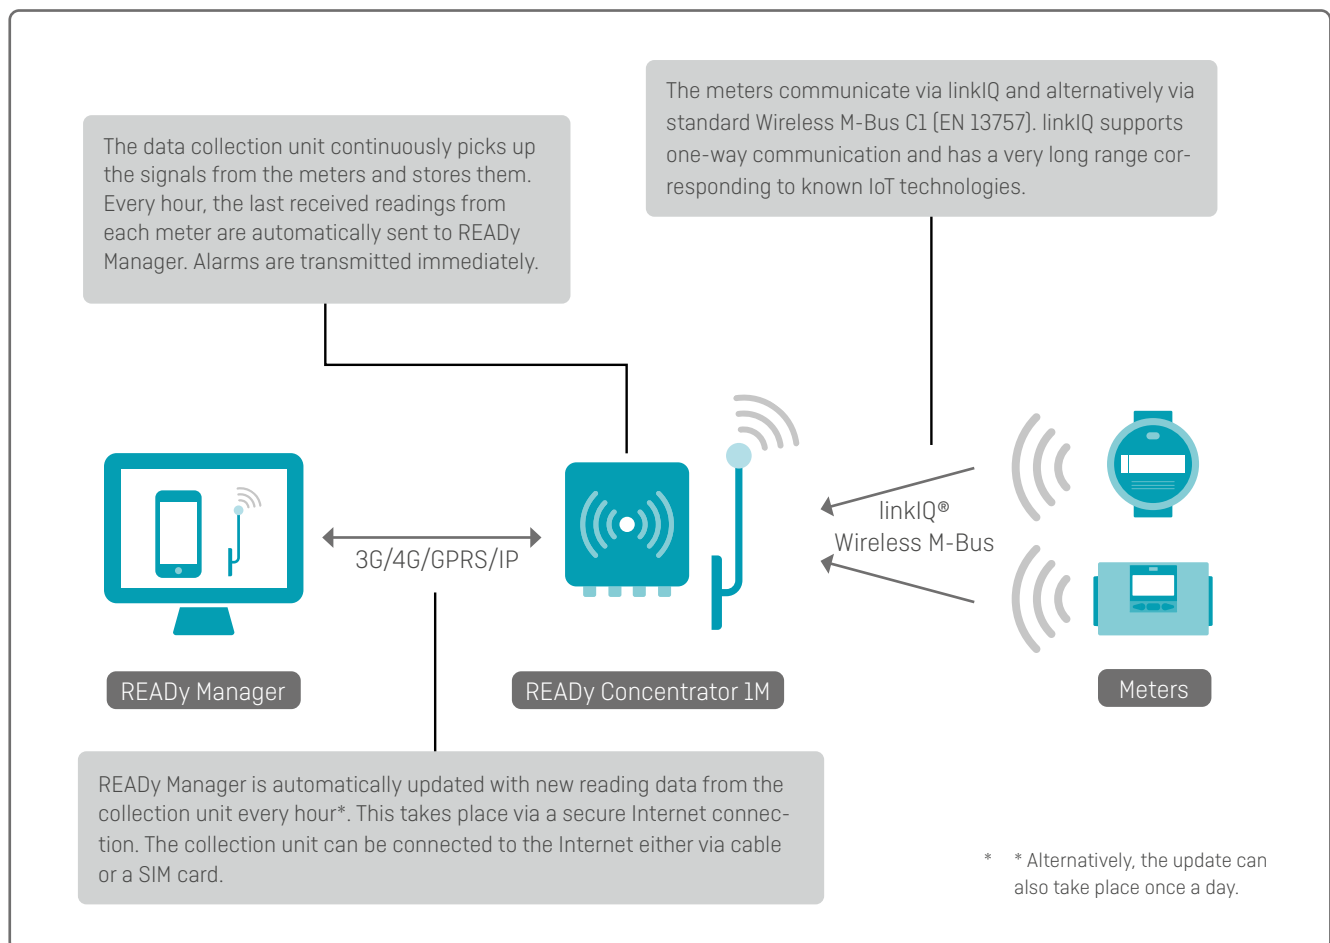 The meters communicate via linkIQ and alternatively via
standard Wireless M-Bus C1 (EN 13757). linkIQ supports
one-way communication and has a very long range cor-
responding to known IoT technologies.
The data collection unit continuously picks up
the signals from the meters and stores them.
Every hour, the last received readings from
each meter are automatically sent to READy
Manager. Alarms are transmitted immediately.
3G/4G/GPRS/IP
linkIQ®
Wireless M-Bus
READy Manager
READy Concentrator 1M
Meters
READy Manager is automatically updated with new reading data from the
collection unit every hour*. This takes place via a secure Internet connec-
tion. The collection unit can be connected to the Internet either via cable
or a SIM card.
* * Alternatively, the update can
also take place once a day.